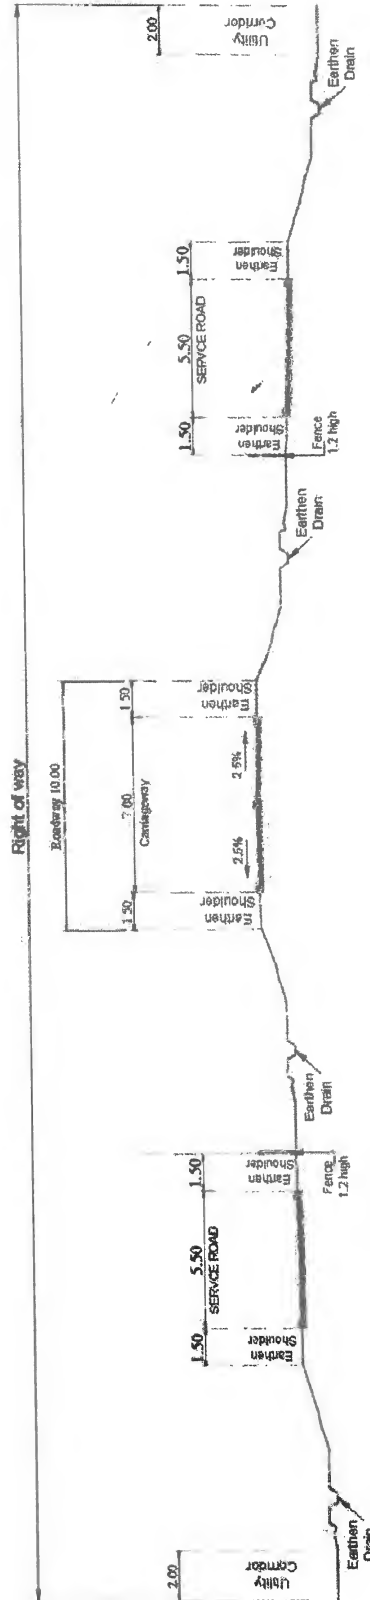 Right of way
Roadway 10.00
2.00
Utility
Corridor
Earthen
Drain
1.50
5.50
1.50
SERVICE ROAD
Earthen
Shoulder
Earthen
Shoulder
Fence
1.2 high
Earthen
Drain
1.50
7.00
1.50
Carriageway
Earthen
Shoulder
2.5%
2.5%
Earthen
Shoulder
Earthen
Drain
1.50
5.50
1.50
SERVICE ROAD
Earthen
Shoulder
Fence
1.2 high
Earthen
Shoulder
Earthen
Drain
2.00
Utility
Corridor